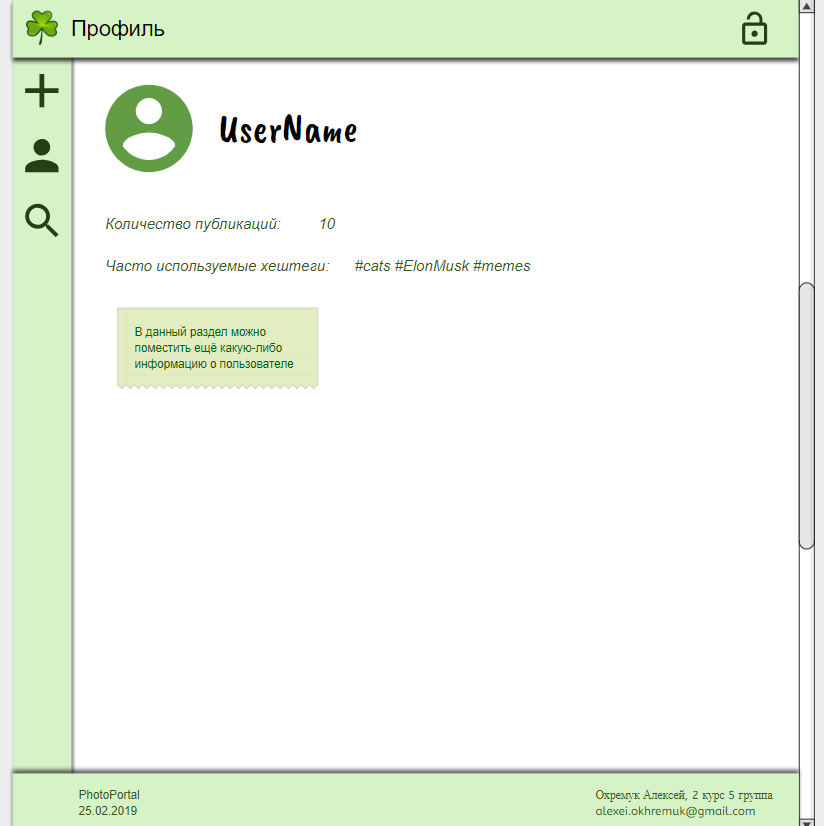 Профиль
UserName
Количество публикаций: 10
Часто используемые хештеги: #cats #ElonMusk #memes
В данный раздел можно
поместить ещё какую-либо
информацию о пользователе
PhotoPortal
25.02.2019
Охремук Алексей, 2 курс 5 группа
alexei.okhremuk@gmail.com